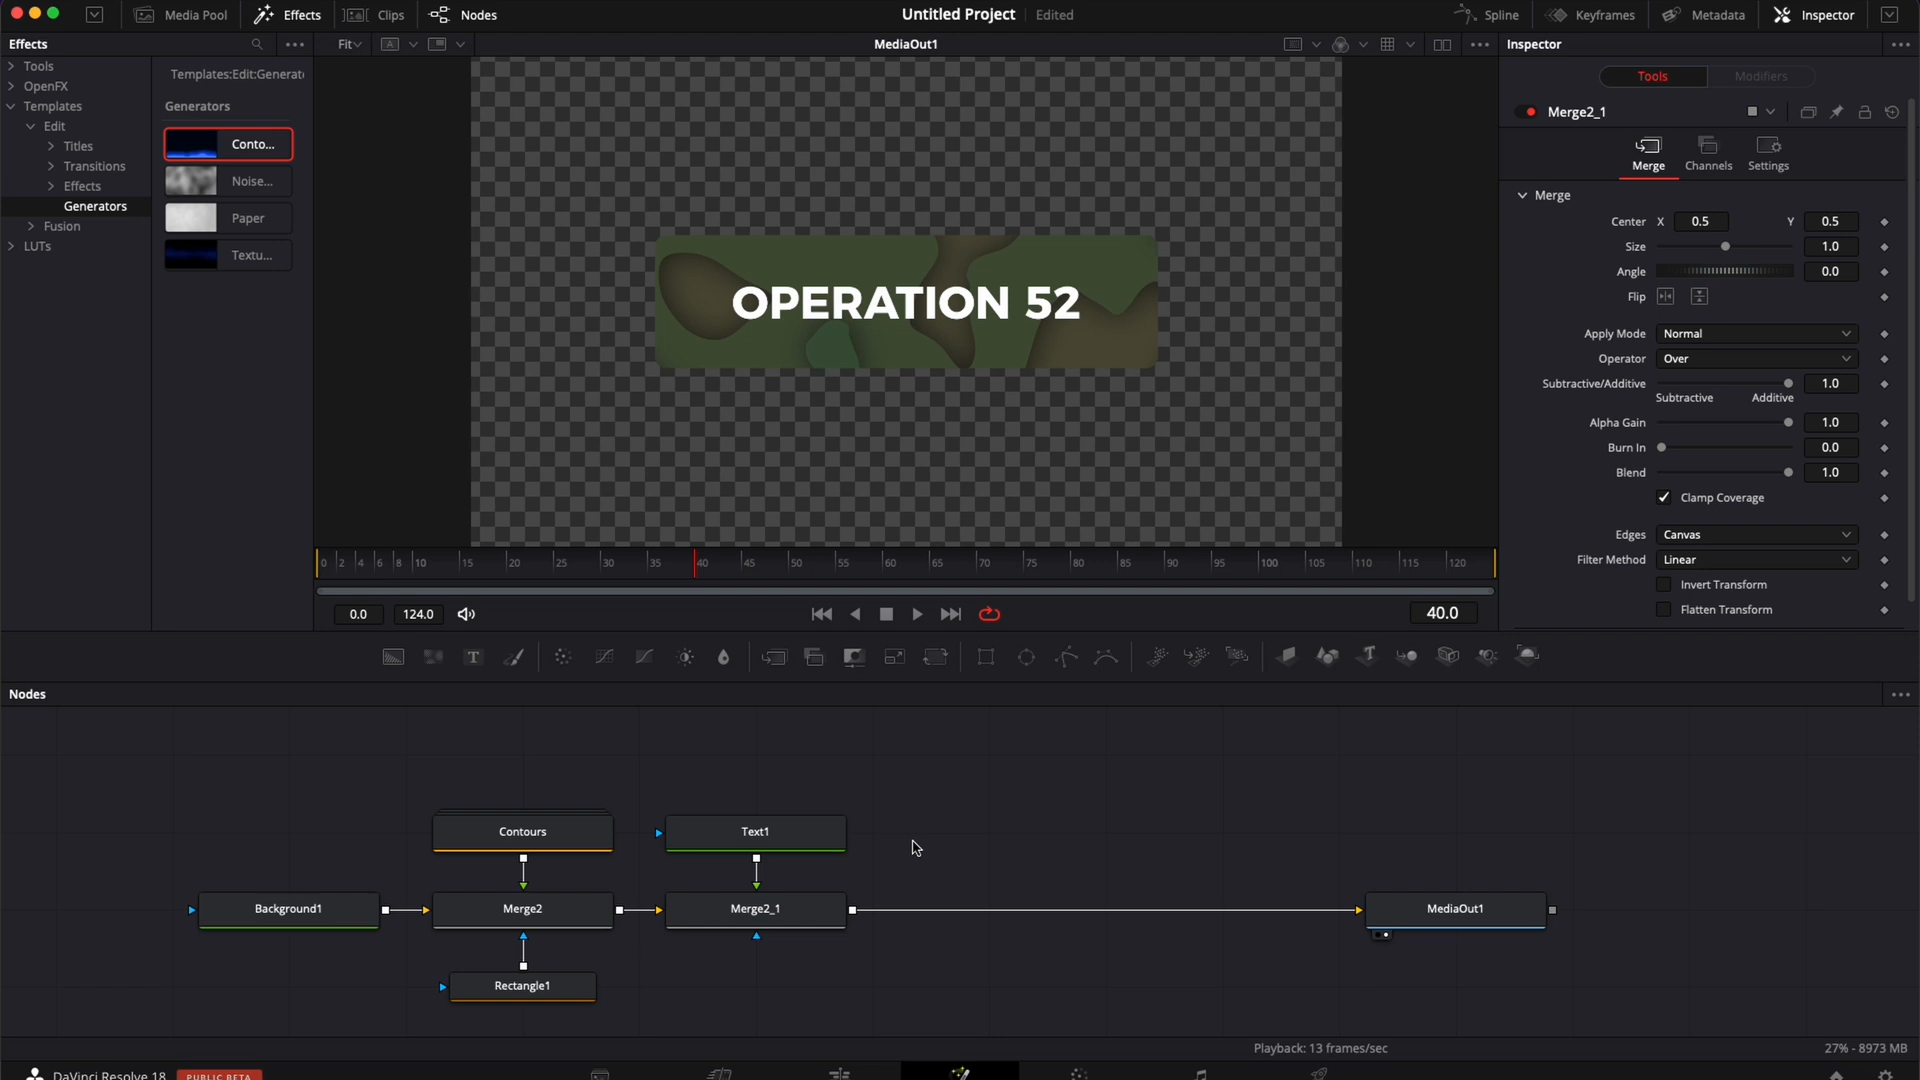 Media Pool
Effects
Clips
Nodes
Untitled Project
Edited
Spline
Keyframes
Metadata
Inspector
Effects
•••
Fit
A
MediaOut1
•••
Inspector
•••
Tools
OpenFX
Templates
Edit
Titles
Transitions
Effects
Generators
Fusion
LUTs
Templates:Edit:Generat
Generators
Conto...
Noise...
Paper
Textu...
OPERATION 52
0 2 4 6 8 10 15 20 25 30 35 40 45 50 55 60 65 70 75 80 85 90 95 100 105 110 115 120
0.0 124.0
40.0
Tools Modifiers
Merge2_1
Merge Channels Settings
Merge
Center X 0.5 Y 0.5
Size 1.0
Angle 0.0
Flip
Apply Mode Normal
Operator Over
Subtractive/Additive 1.0
Subtractive Additive
Alpha Gain 1.0
Burn In 0.0
Blend 1.0
Clamp Coverage
Edges Canvas
Filter Method Linear
Invert Transform
Flatten Transform
T
T
Nodes
•••
Contours
Text1
Background1
Merge2
Merge2_1
MediaOut1
Rectangle1
Playback: 13 frames/sec
27% - 8973 MB
DaVinci Resolve 18
PUBLIC BETA